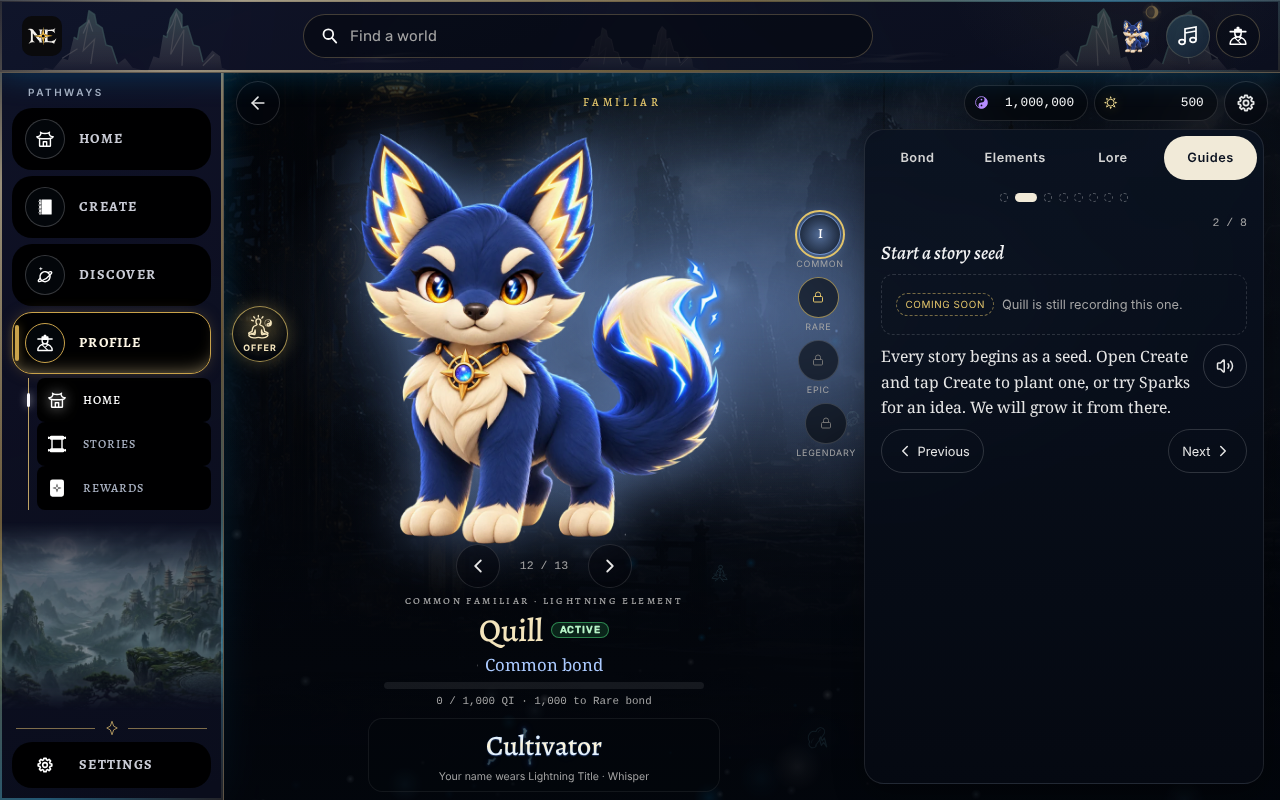 NE
Find a world
PATHWAYS
HOME
CREATE
DISCOVER
PROFILE
HOME
STORIES
REWARDS
SETTINGS
FAMILIAR
1,000,000
500
OFFER
I
COMMON
RARE
EPIC
LEGENDARY
12 / 13
COMMON FAMILIAR · LIGHTNING ELEMENT
Quill ACTIVE
Common bond
0 / 1,000 QI · 1,000 to Rare bond
Cultivator
Your name wears Lightning Title · Whisper
Bond Elements Lore Guides
2 / 8
Start a story seed
COMING SOON Quill is still recording this one.
Every story begins as a seed. Open Create
and tap Create to plant one, or try Sparks
for an idea. We will grow it from there.
Previous Next